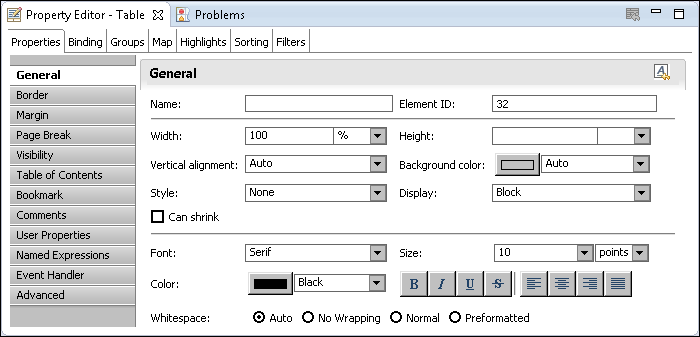 Property Editor - Table Problems
Properties Binding Groups Map Highlights Sorting Filters
General
Border
Margin
Page Break
Visibility
Table of Contents
Bookmark
Comments
User Properties
Named Expressions
Event Handler
Advanced
General
Name: Element ID: 32
Width: 100 % Height:
Vertical alignment: Auto Background color: Auto
Style: None Display: Block
Can shrink
Font: Serif Size: 10 points
Color: Black B I U S
Whitespace: Auto No Wrapping Normal Preformatted